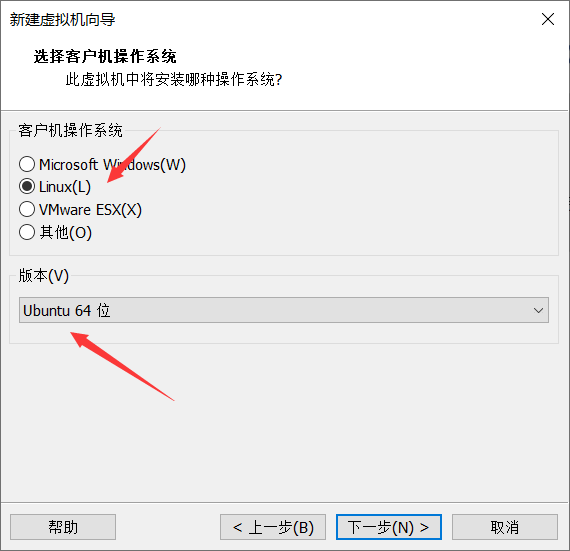 新建虚拟机向导
选择客户机操作系统
此虚拟机中将安装哪种操作系统?
客户机操作系统
Microsoft Windows(W)
Linux(L)
VMware ESX(X)
其他(O)
版本(V)
Ubuntu 64 位
帮助
< 上一步(B)
下一步(N) >
取消